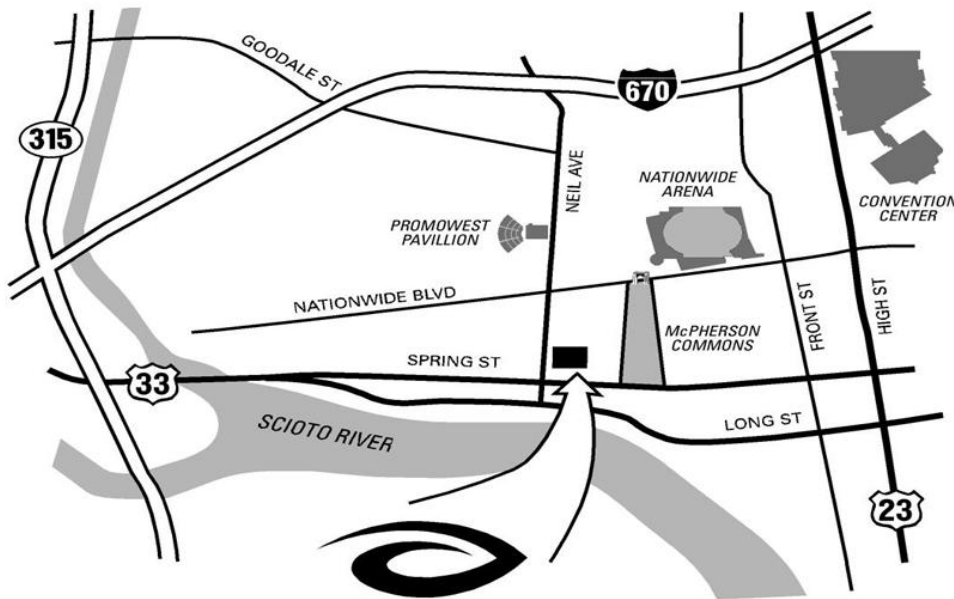 GOODALE ST
670
315
NEIL AVE
NATIONWIDE
ARENA
CONVENTION
CENTER
PROMOWEST
PAVILLION
NATIONWIDE BLVD
McPHERSON
COMMONS
FRONT ST
HIGH ST
SPRING ST
33
LONG ST
SCIOTO RIVER
23